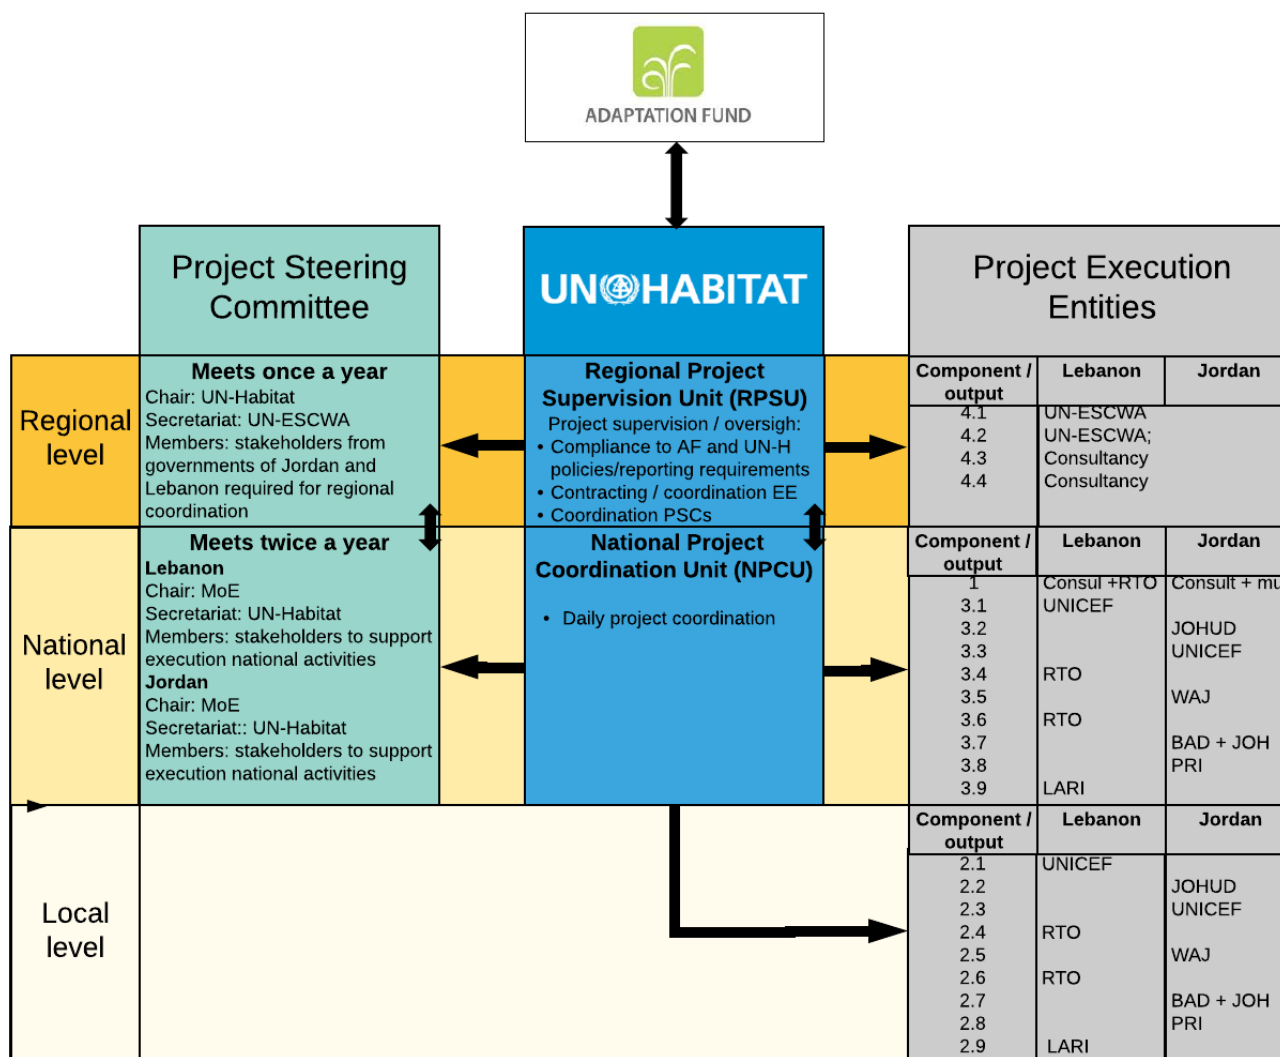 ADAPTATION FUND
Project Steering
Committee
UN HABITAT
Project Execution
Entities
Regional
level
Meets once a year
Chair: UN-Habitat
Secretariat: UN-ESCWA
Members: stakeholders from
governments of Jordan and
Lebanon required for regional
coordination
Regional Project
Supervision Unit (RPSU)
Project supervision / oversigh:
• Compliance to AF and UN-H
policies/reporting requirements
• Contracting / coordination EE
• Coordination PSCs
Component / Lebanon Jordan
output
4.1 UN-ESCWA
4.2 UN-ESCWA;
4.3 Consultancy
4.4 Consultancy
National
level
Meets twice a year
Lebanon
Chair: MoE
Secretariat: UN-Habitat
Members: stakeholders to support
execution national activities
Jordan
Chair: MoE
Secretariat:: UN-Habitat
Members: stakeholders to support
execution national activities
National Project
Coordination Unit (NPCU)
• Daily project coordination
Component / Lebanon Jordan
output
1 Consul +RTO Consult + mu
3.1 UNICEF
3.2 JOHUD
3.3 UNICEF
3.4 RTO
3.5 WAJ
3.6 RTO
3.7 BAD + JOH
3.8 PRI
3.9 LARI
Local
level
Component / Lebanon Jordan
output
2.1 UNICEF
2.2 JOHUD
2.3 UNICEF
2.4 RTO
2.5 WAJ
2.6 RTO
2.7 BAD + JOH
2.8 PRI
2.9 LARI